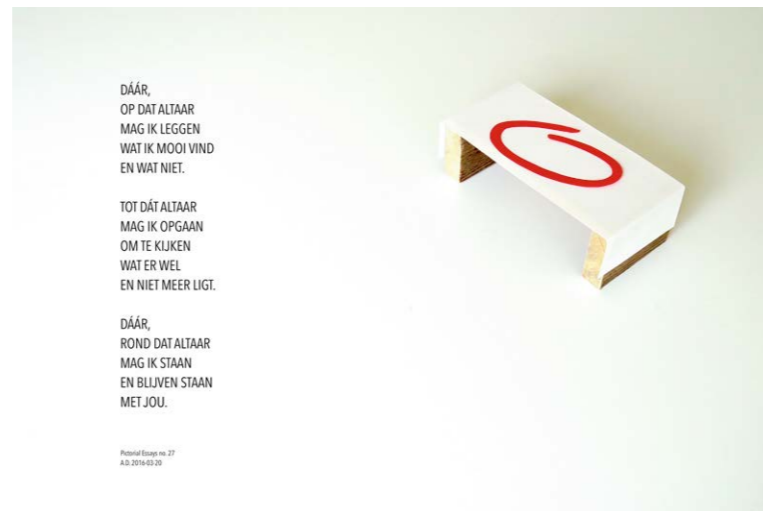 DÁÁR,
OP DAT ALTAAR
MAG IK LEGGEN
WAT IK MOOI VIND
EN WAT NIET.
TOT DÁT ALTAAR
MAG IK OPGAAN
OM TE KIJKEN
WAT ER WEL
EN NIET MEER LIGT.
DÁÁR,
ROND DAT ALTAAR
MAG IK STAAN
EN BLIJVEN STAAN
MET JOU.
Pictorial Essays no. 27
A.D. 2016-03-20